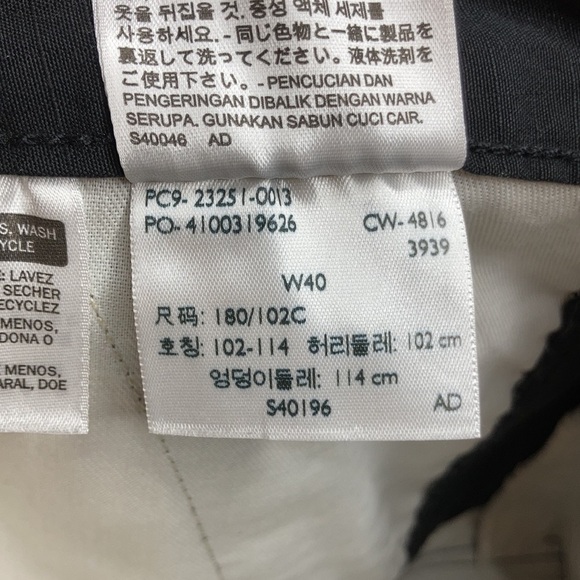 옷을 뒤집을 것. 중성 액체 세제를
사용하세요. - 同じ色物と一緒に製品を
裏返して洗ってください。液体洗剤を
ご使用下さい。- PENCUCIAN DAN
PENGERINGAN DIBALIK DENGAN WARNA
SERUPA. GUNAKAN SABUN CUCI CAIR.
S40046 AD
PC9- 23251-0013
PO- 4100319626 CW- 4816
3939
W40
尺码: 180/102C
호칭: 102-114 허리둘레: 102 cm
엉덩이둘레: 114 cm
S40196 AD
S, WASH
YCLE
: LAVEZ
SECHER
ECYCLEZ
MENOS,
DONA O
MENOS,
ARAL, DOE